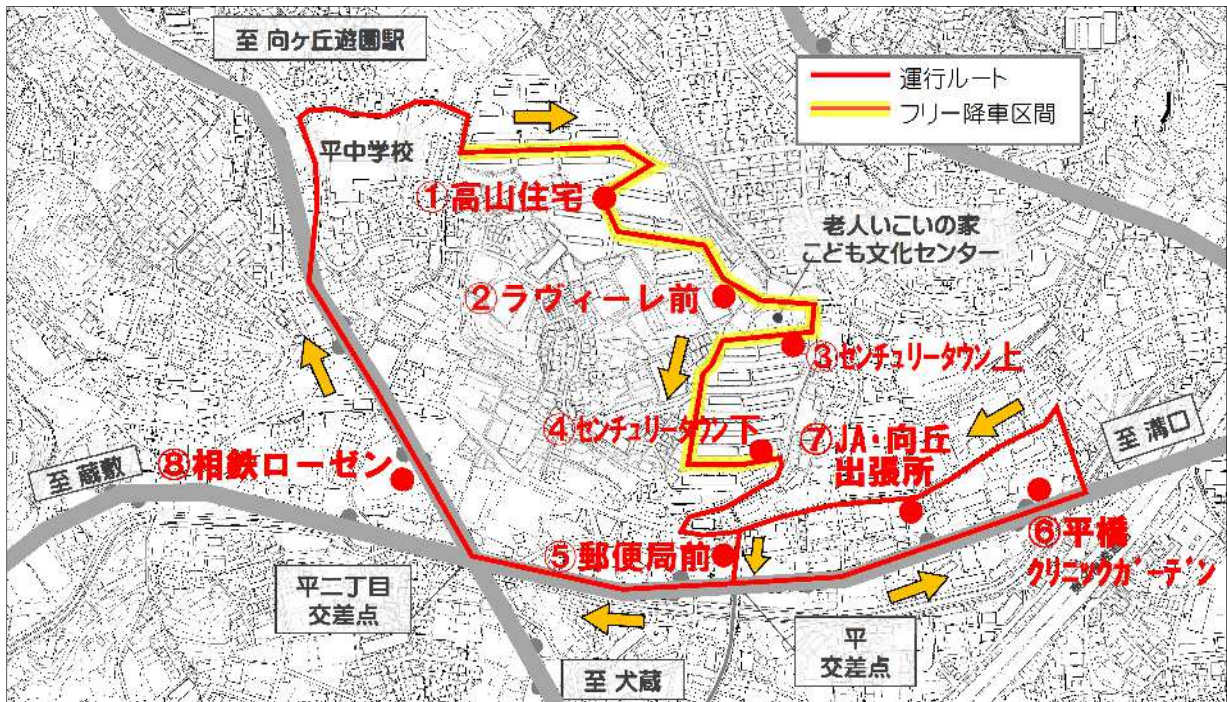 至 向ヶ丘遊園駅
運行ルート
フリー降車区間
平中学校
①高山住宅
老人いこいの家
こども文化センター
②ラヴィーレ前
③センチュリータウン上
④センチュリータウン下
⑦JA・向丘
出張所
至 溝口
⑧相鉄ローゼン
至 蔵敷
⑥平橋
クリニックガーデン
⑤郵便局前
平二丁目
交差点
平
交差点
至 犬蔵